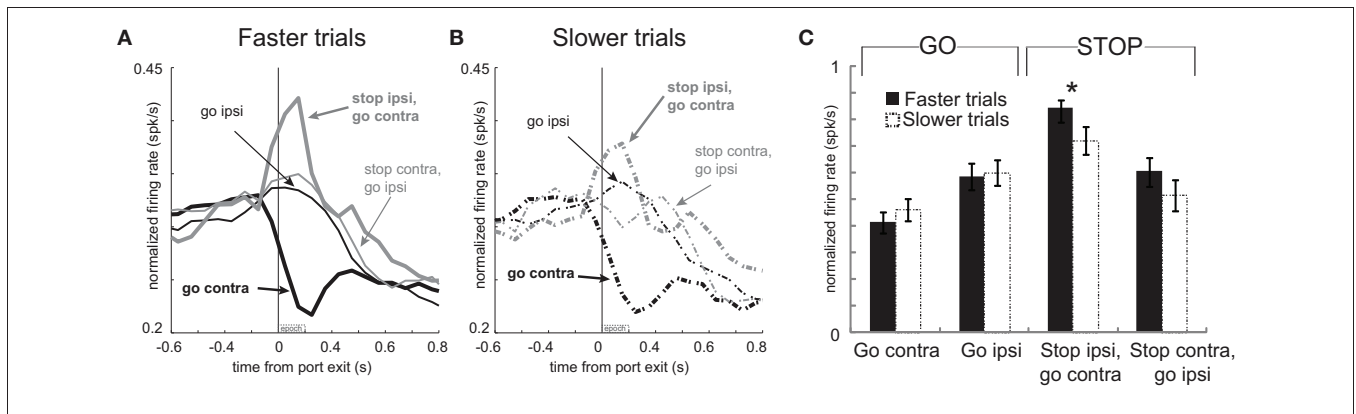 A Faster trials
0.45
normalized firing rate (spk/s)
0.2
go ipsi
stop ipsi,
go contra
stop contra,
go ipsi
go contra
epoch
-0.6 -0.4 -0.2 0 0.2 0.4 0.6 0.8
time from port exit (s)
B Slower trials
0.45
normalized firing rate (spk/s)
0.2
go ipsi
stop ipsi,
go contra
stop contra,
go ipsi
go contra
epoch
-0.6 -0.4 -0.2 0 0.2 0.4 0.6 0.8
time from port exit (s)
C
GO STOP
1
normalized firing rate (spk/s)
0
*
Faster trials
Slower trials
Go contra Go ipsi Stop ipsi, Stop contra,
go contra go ipsi